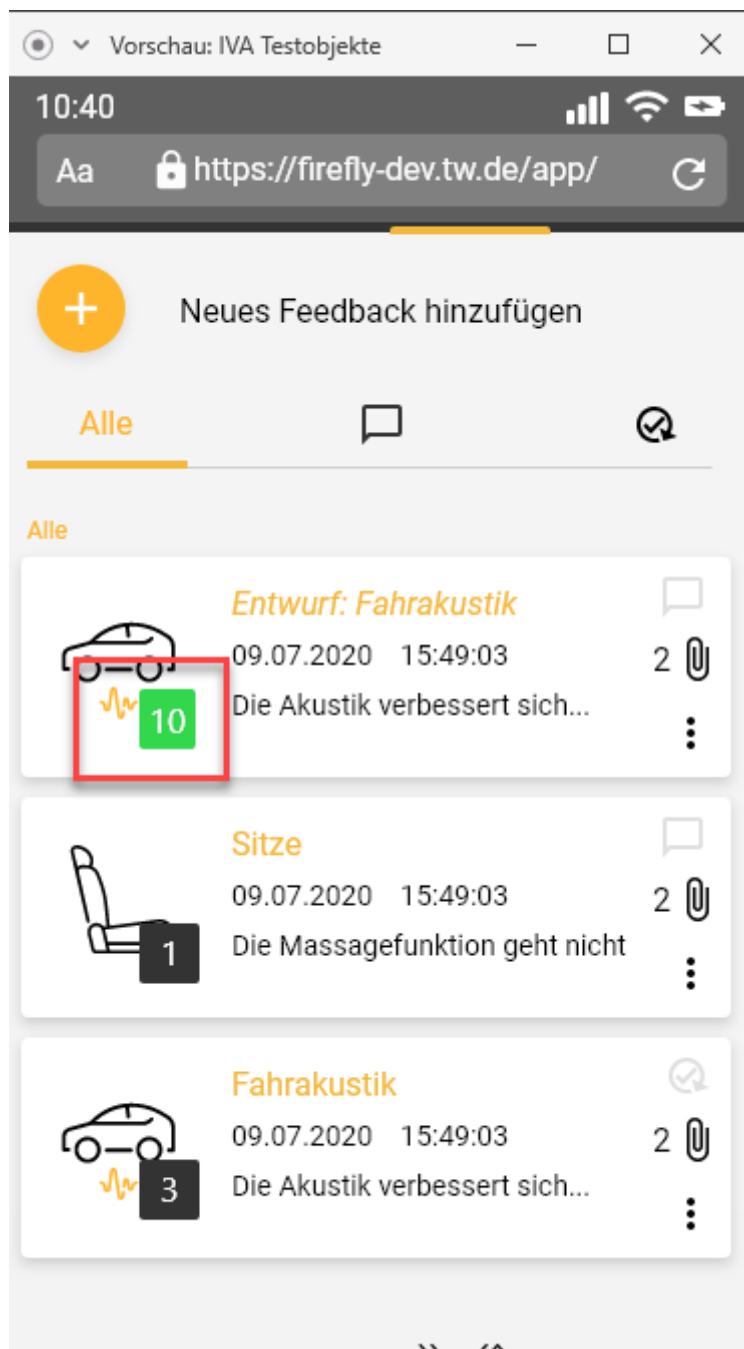 Vorschau: IVA Testobjekte
10:40
Aa https://firefly-dev.tw.de/app/
Neues Feedback hinzufügen
Alle
Alle
Entwurf: Fahrakustik
09.07.2020 15:49:03 2
10 Die Akustik verbessert sich...
Sitze
09.07.2020 15:49:03 2
1 Die Massagefunktion geht nicht
Fahrakustik
09.07.2020 15:49:03 2
3 Die Akustik verbessert sich...